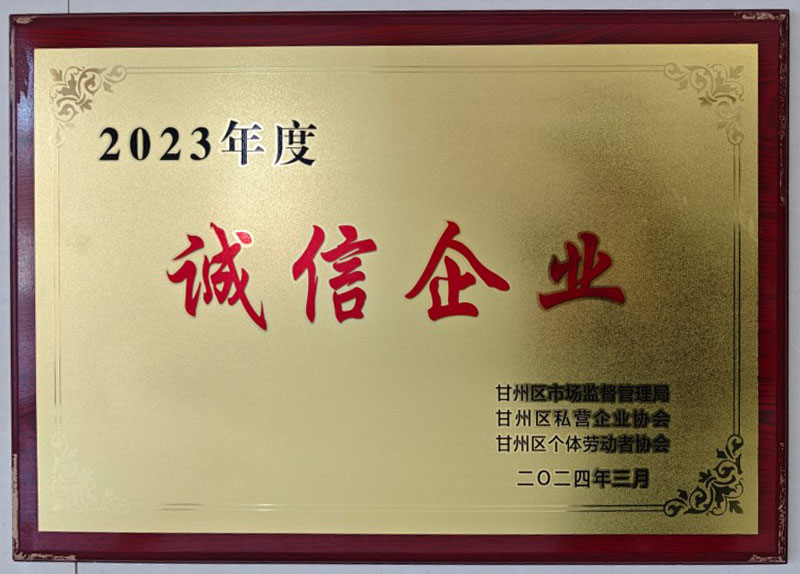 2023年度
诚信企业
甘州区市场监督管理局
甘州区私营企业协会
甘州区个体劳动者协会
二〇二四年三月